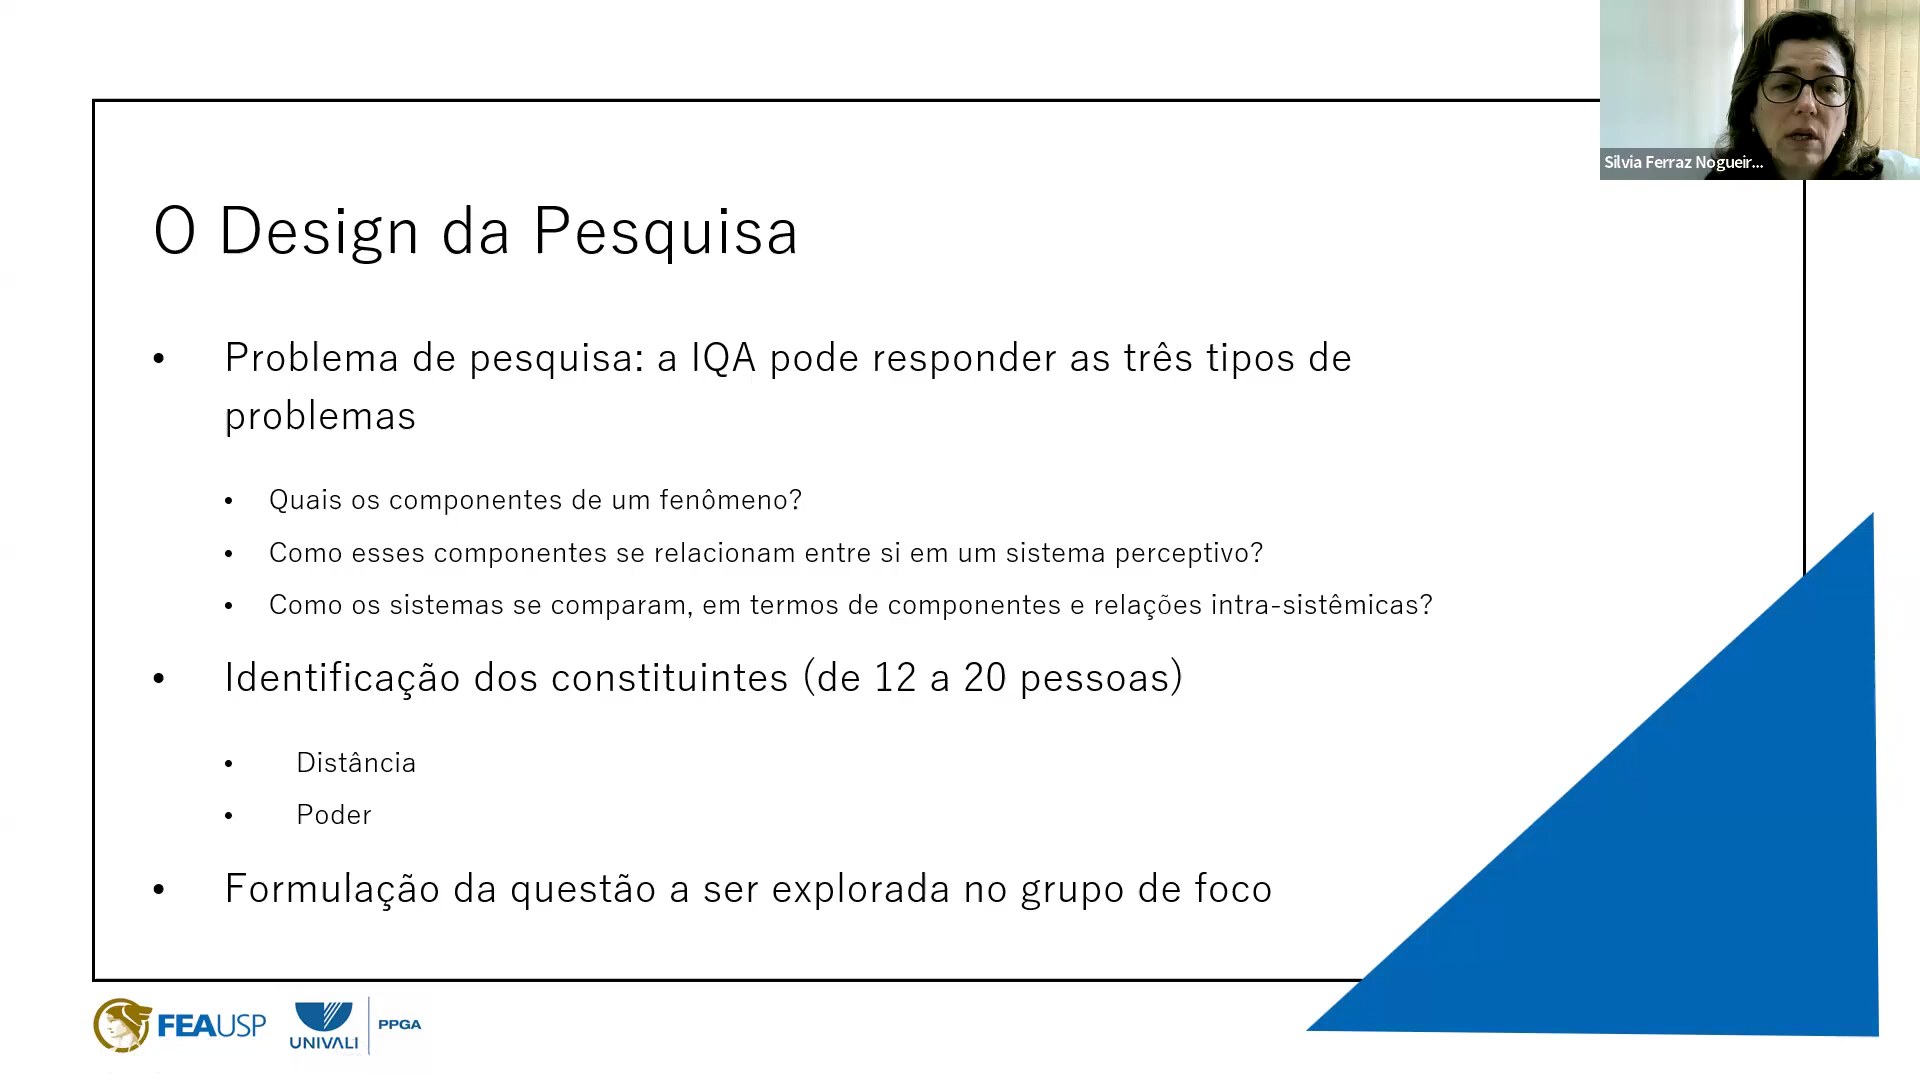 Silvia Ferraz Nogueir...
O Design da Pesquisa
• Problema de pesquisa: a IQA pode responder as três tipos de
problemas
• Quais os componentes de um fenômeno?
• Como esses componentes se relacionam entre si em um sistema perceptivo?
• Como os sistemas se comparam, em termos de componentes e relações intra-sistêmicas?
• Identificação dos constituintes (de 12 a 20 pessoas)
• Distância
• Poder
• Formulação da questão a ser explorada no grupo de foco
FEAUSP
UNIVALI
PPGA